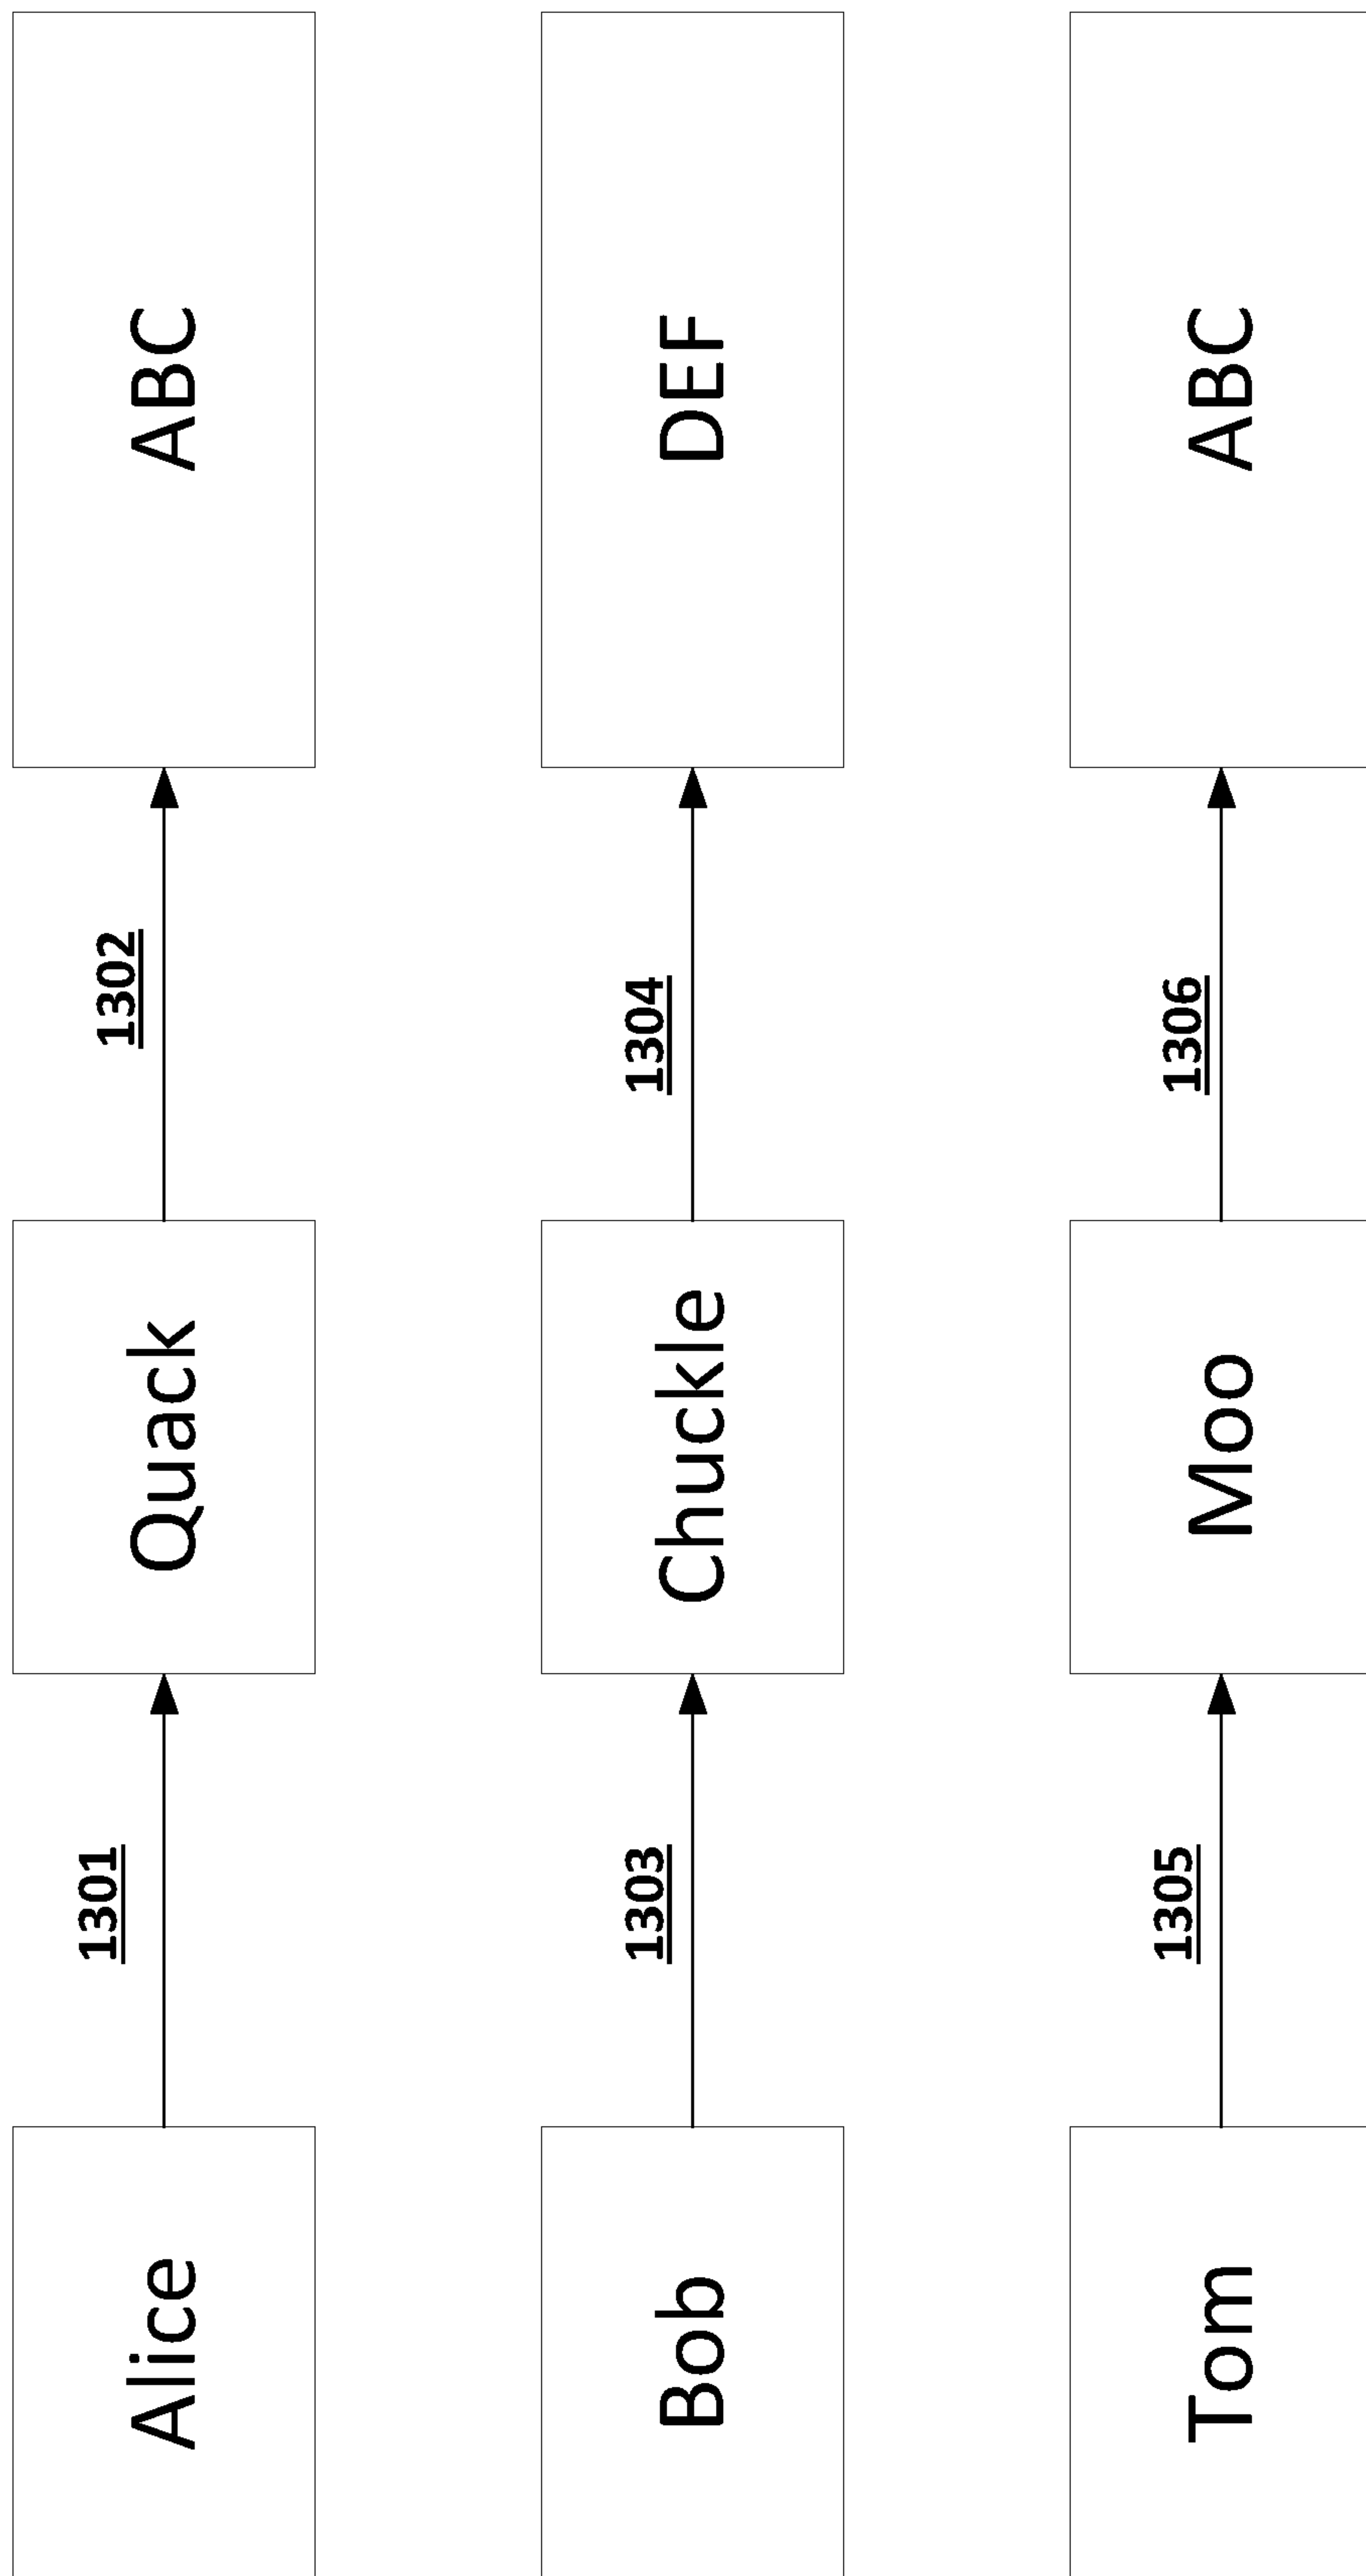 Alice
1301
Quack
1302
ABC
Bob
1303
Chuckle
1304
DEF
Tom
1305
Moo
1306
ABC